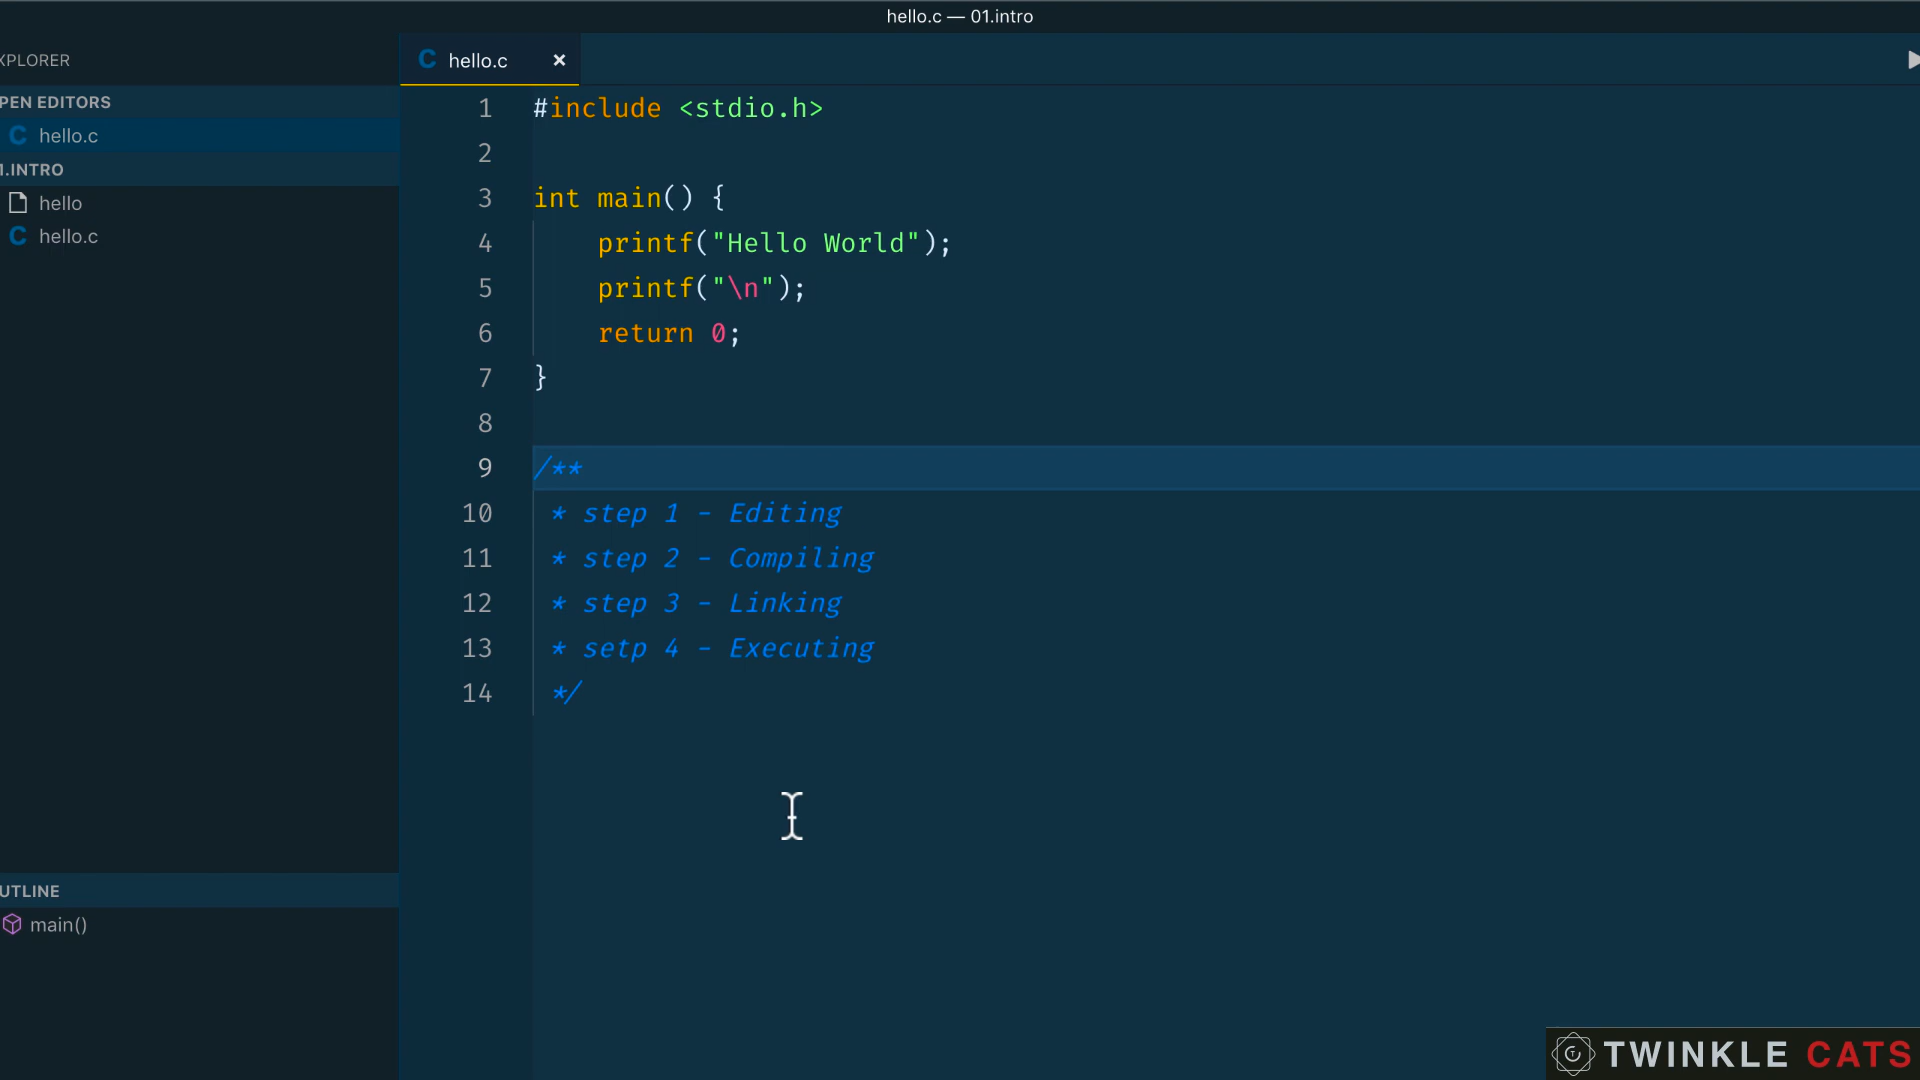 hello.c — 01.intro
XPLORER
PEN EDITORS
C hello.c
1.INTRO
hello
C hello.c
UTLINE
main()
C hello.c ×
1 #include <stdio.h>
2
3 int main() {
4     printf("Hello World");
5     printf("\n");
6     return 0;
7 }
8
9 /**
10  * step 1 - Editing
11  * step 2 - Compiling
12  * step 3 - Linking
13  * setp 4 - Executing
14  */
TWINKLE CATS